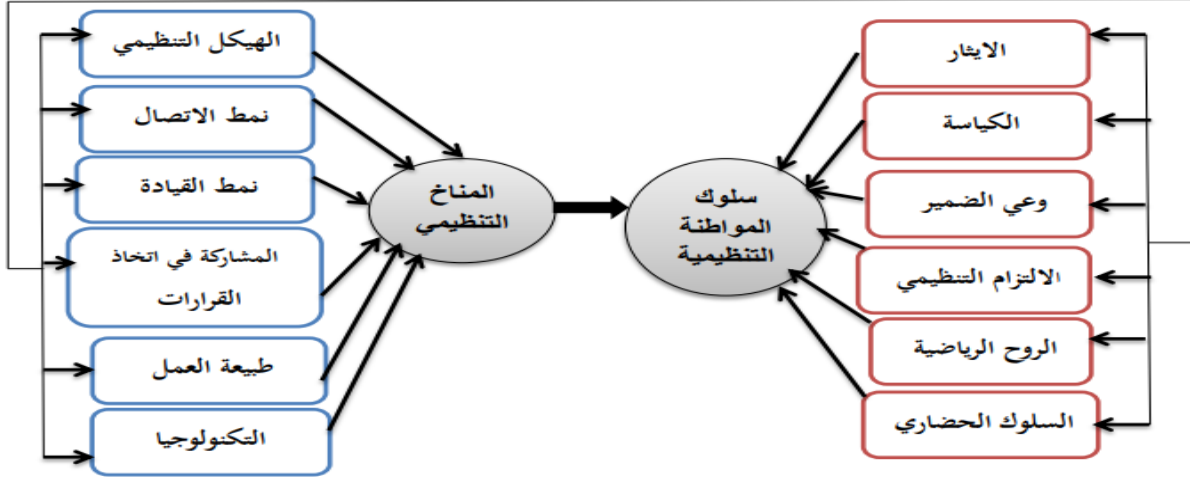 الهيكل التنظيمي
نمط الاتصال
نمط القيادة
المشاركة في اتخاذ
القرارات
طبيعة العمل
التكنولوجيا
المناخ
التنظيمي
سلوك
المواطنة
التنظيمية
الايثار
الكياسة
وعي الضمير
الالتزام التنظيمي
الروح الرياضية
السلوك الحضاري